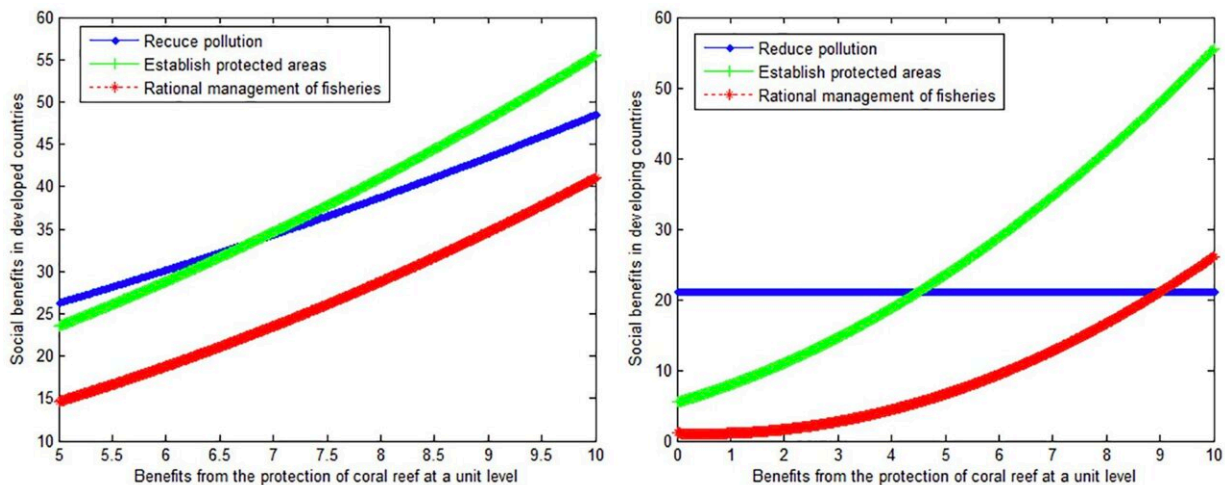 60
55
50
45
40
35
30
25
20
15
10
Social benefits in developed countries
Recuce pollution
Establish protected areas
Rational management of fisheries
5 5.5 6 6.5 7 7.5 8 8.5 9 9.5 10
Benefits from the protection of coral reef at a unit level
60
50
40
30
20
10
0
Social benefits in developing countries
Reduce pollution
Establish protected areas
Rational management of fisheries
0 1 2 3 4 5 6 7 8 9 10
Benefits from the protection of coral reef at a unit level